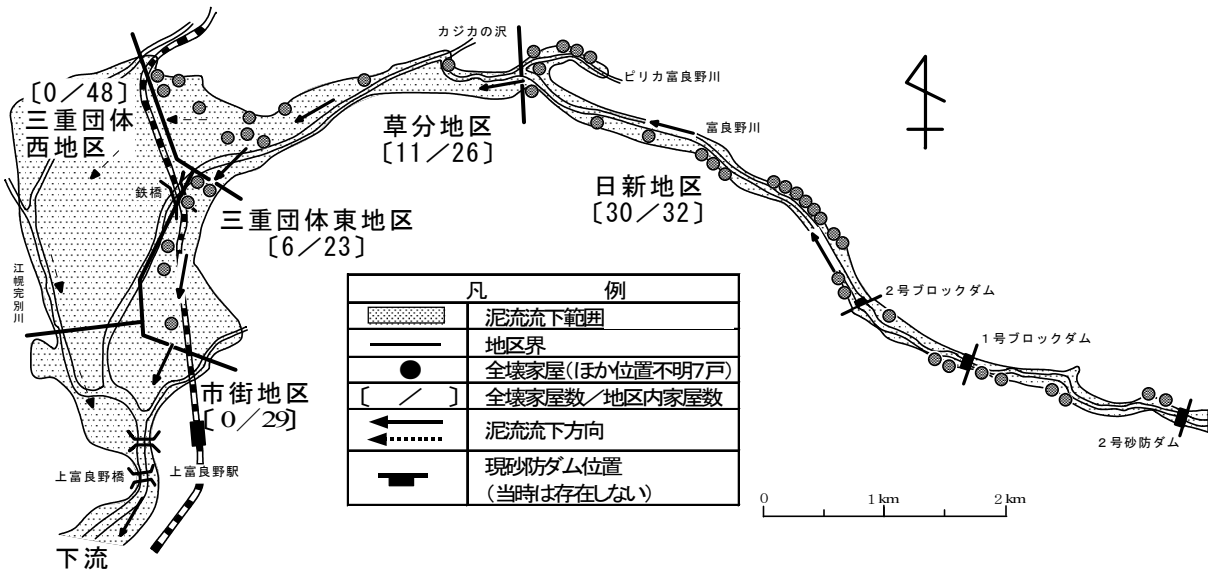 カジカの沢
ピリカ富良野川
富良野川
〔0／48〕
三重団体
西地区
草分地区
〔11／26〕
日新地区
〔30／32〕
鉄橋
三重団体東地区
〔6／23〕
江幌完別川
2号ブロックダム
1号ブロックダム
2号砂防ダム
市街地区
〔0／29〕
上富良野橋
上富良野駅
下流
凡 例
泥流流下範囲
地区界
全壊家屋(ほか位置不明7戸)
〔 ／ 〕 全壊家屋数／地区内家屋数
泥流流下方向
現砂防ダム位置
(当時は存在しない)
0 1km 2km